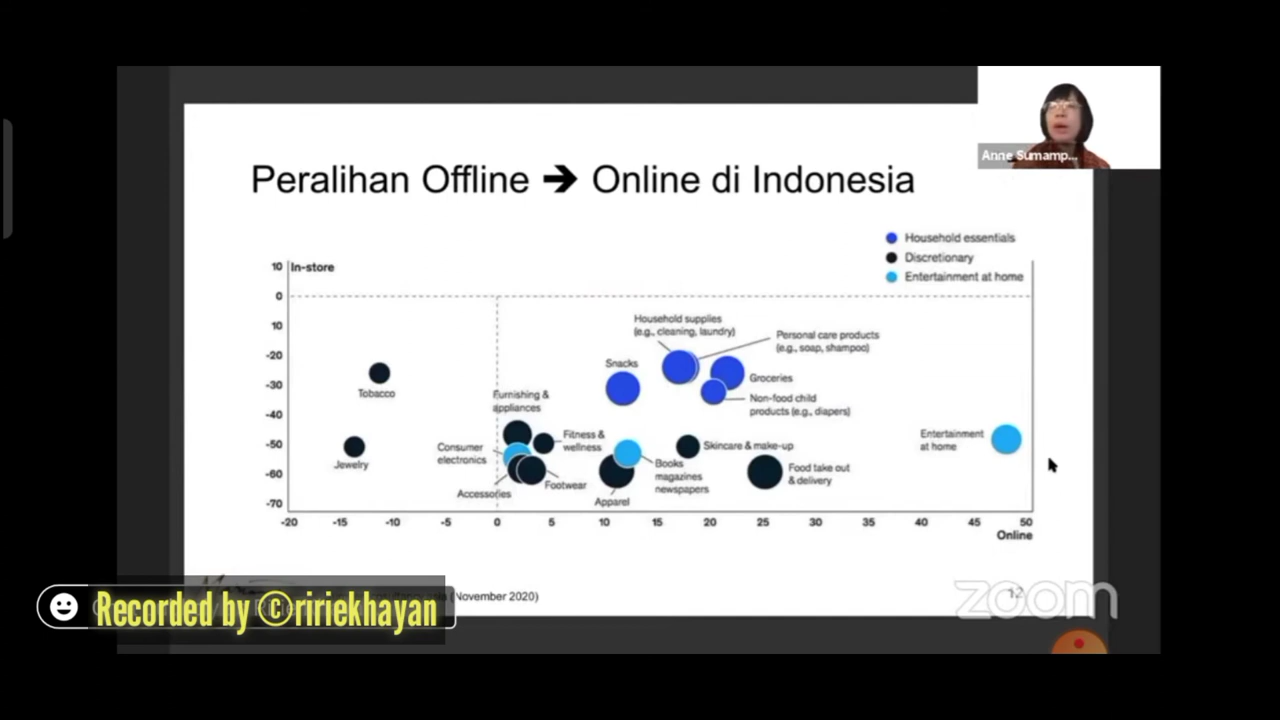 Anne Sumamp...
Peralihan Offline ➔ Online di Indonesia
Household essentials
Discretionary
Entertainment at home
10
In-store
0
10
-20
-30
-40
-50
-60
-70
Household supplies
(e.g., cleaning, laundry)
Personal care products
(e.g., soap, shampoo)
Snacks
Groceries
Non-food child
products (e.g., diapers)
Tobacco
Furnishing &
appliances
Jewelry
Consumer
electronics
Fitness &
wellness
Accessories
Footwear
Apparel
Books
magazines
newspapers
Skincare & make-up
Food take out
& delivery
Entertainment
at home
-20
-15
-10
-5
0
5
10
15
20
25
30
35
40
45
50
Online
(November 2020)
12
zoom
Recorded by ©ririekhayan